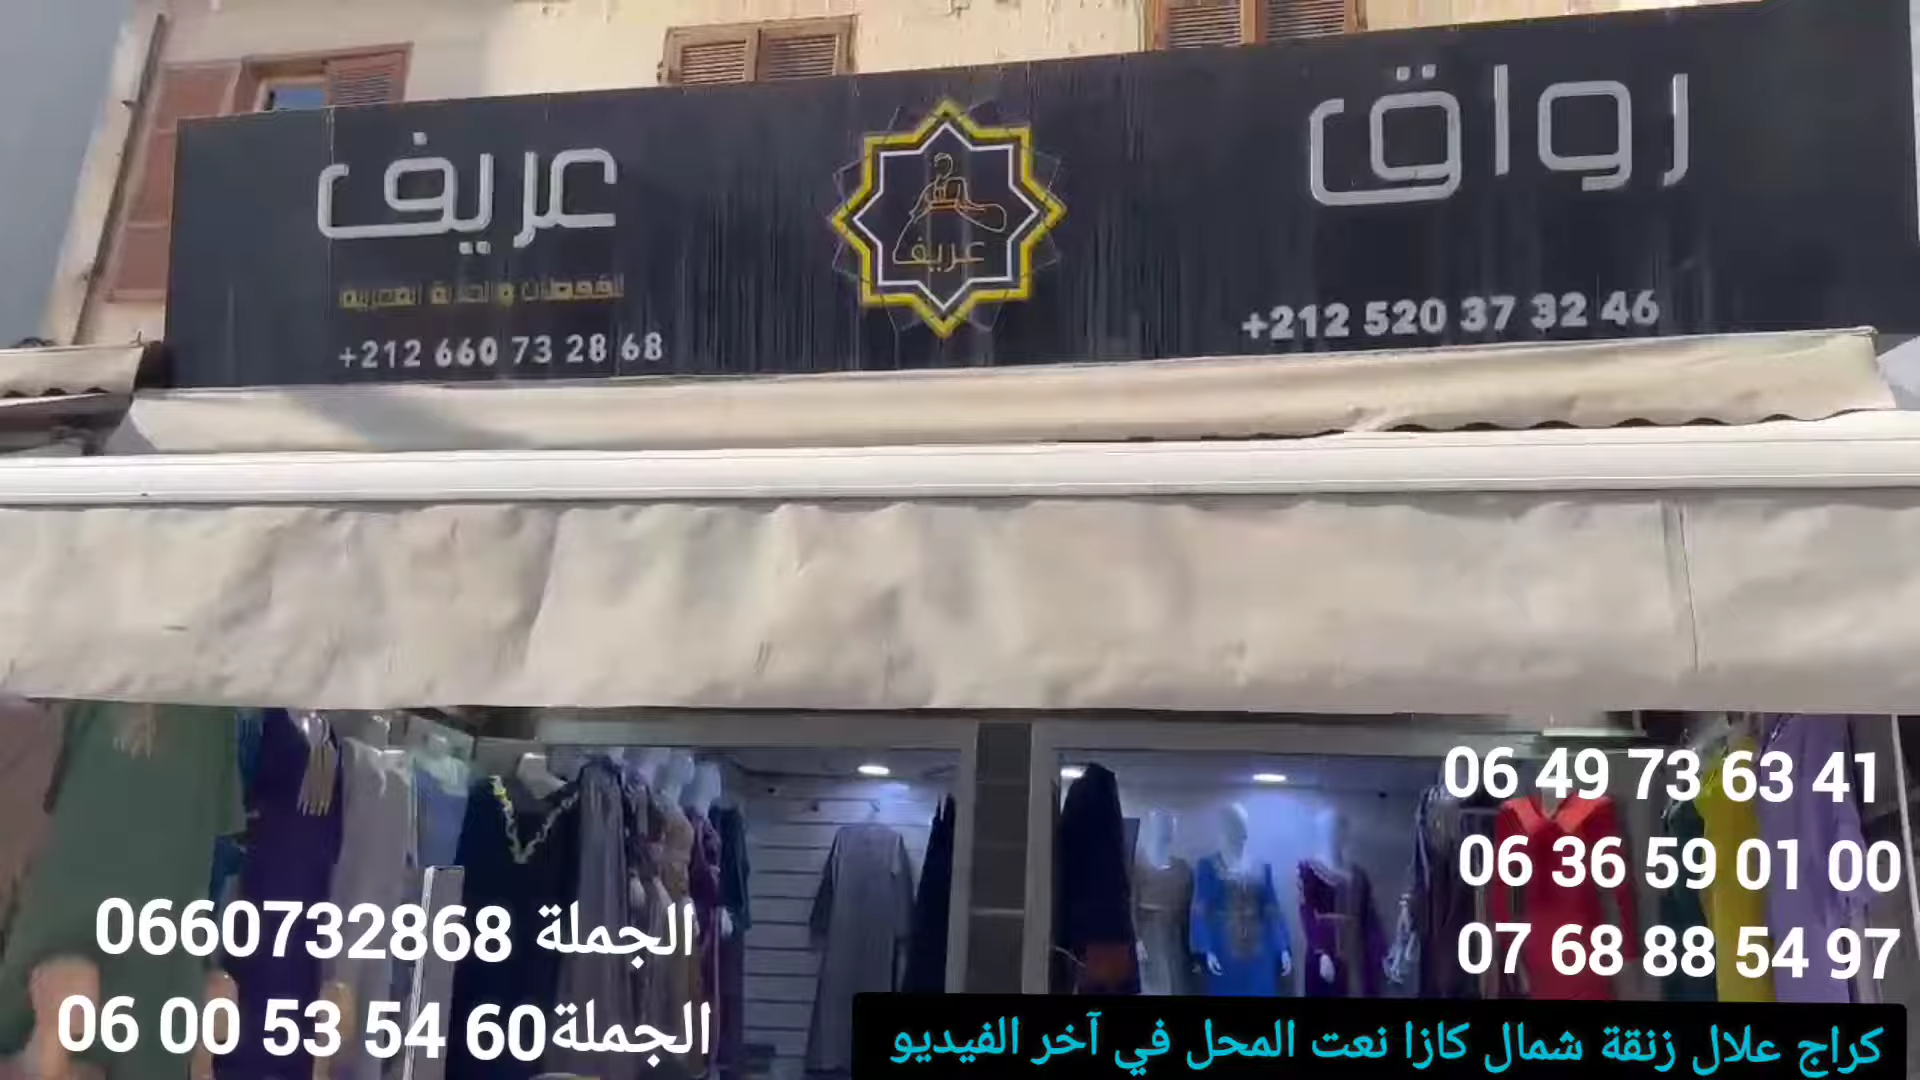 رواق
عريف
عريف
+212 520 37 32 46
+212 660 73 28 68
06 49 73 63 41
06 36 59 01 00
07 68 88 54 97
الجملة 0660732868
الجملة 06 00 53 54 60
كراج علال زنقة شمال كازا نعت المحل في آخر الفيديو